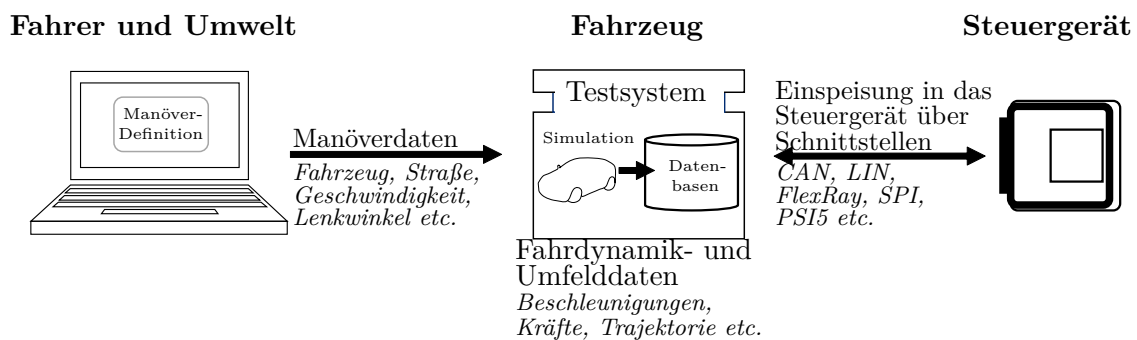 Fahrer und Umwelt
Fahrzeug
Steuergerät
Manöver-
Definition
Manöverdaten
Fahrzeug, Straße,
Geschwindigkeit,
Lenkwinkel etc.
Testsystem
Simulation
Daten-
basen
Fahrdynamik- und
Umfelddaten
Beschleunigungen,
Kräfte, Trajektorie etc.
Einspeisung in das
Steuergerät über
Schnittstellen
CAN, LIN,
FlexRay, SPI,
PSI5 etc.